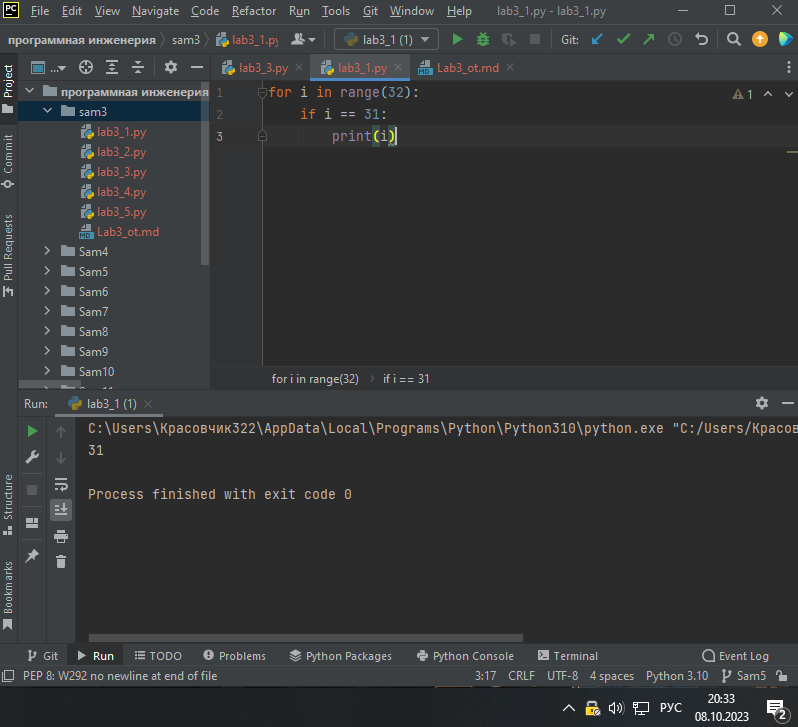 PC File Edit View Navigate Code Refactor Run Tools Git Window Help lab3_1.py - lab3_1.py
программная инженерия sam3 lab3_1.py lab3_1 (1) Git:
Project
... lab3_3.py lab3_1.py Lab3_ot.md
программная инженерия
sam3
lab3_1.py
lab3_2.py
lab3_3.py
lab3_4.py
lab3_5.py
MD Lab3_ot.md
Sam4
Sam5
Sam6
Sam7
Sam8
Sam9
Sam10
1 for i in range(32):
2 if i == 31:
3 print(i)
1
for i in range(32) if i == 31
Commit
Pull Requests
Run: lab3_1 (1)
C:\Users\Красовчик322\AppData\Local\Programs\Python\Python310\python.exe "C:/Users/Красов
31
Process finished with exit code 0
Structure
Bookmarks
Git Run TODO Problems Python Packages Python Console Terminal Event Log
PEP 8: W292 no newline at end of file 3:17 CRLF UTF-8 4 spaces Python 3.10 Sam5
РУС 20:33
08.10.2023 2